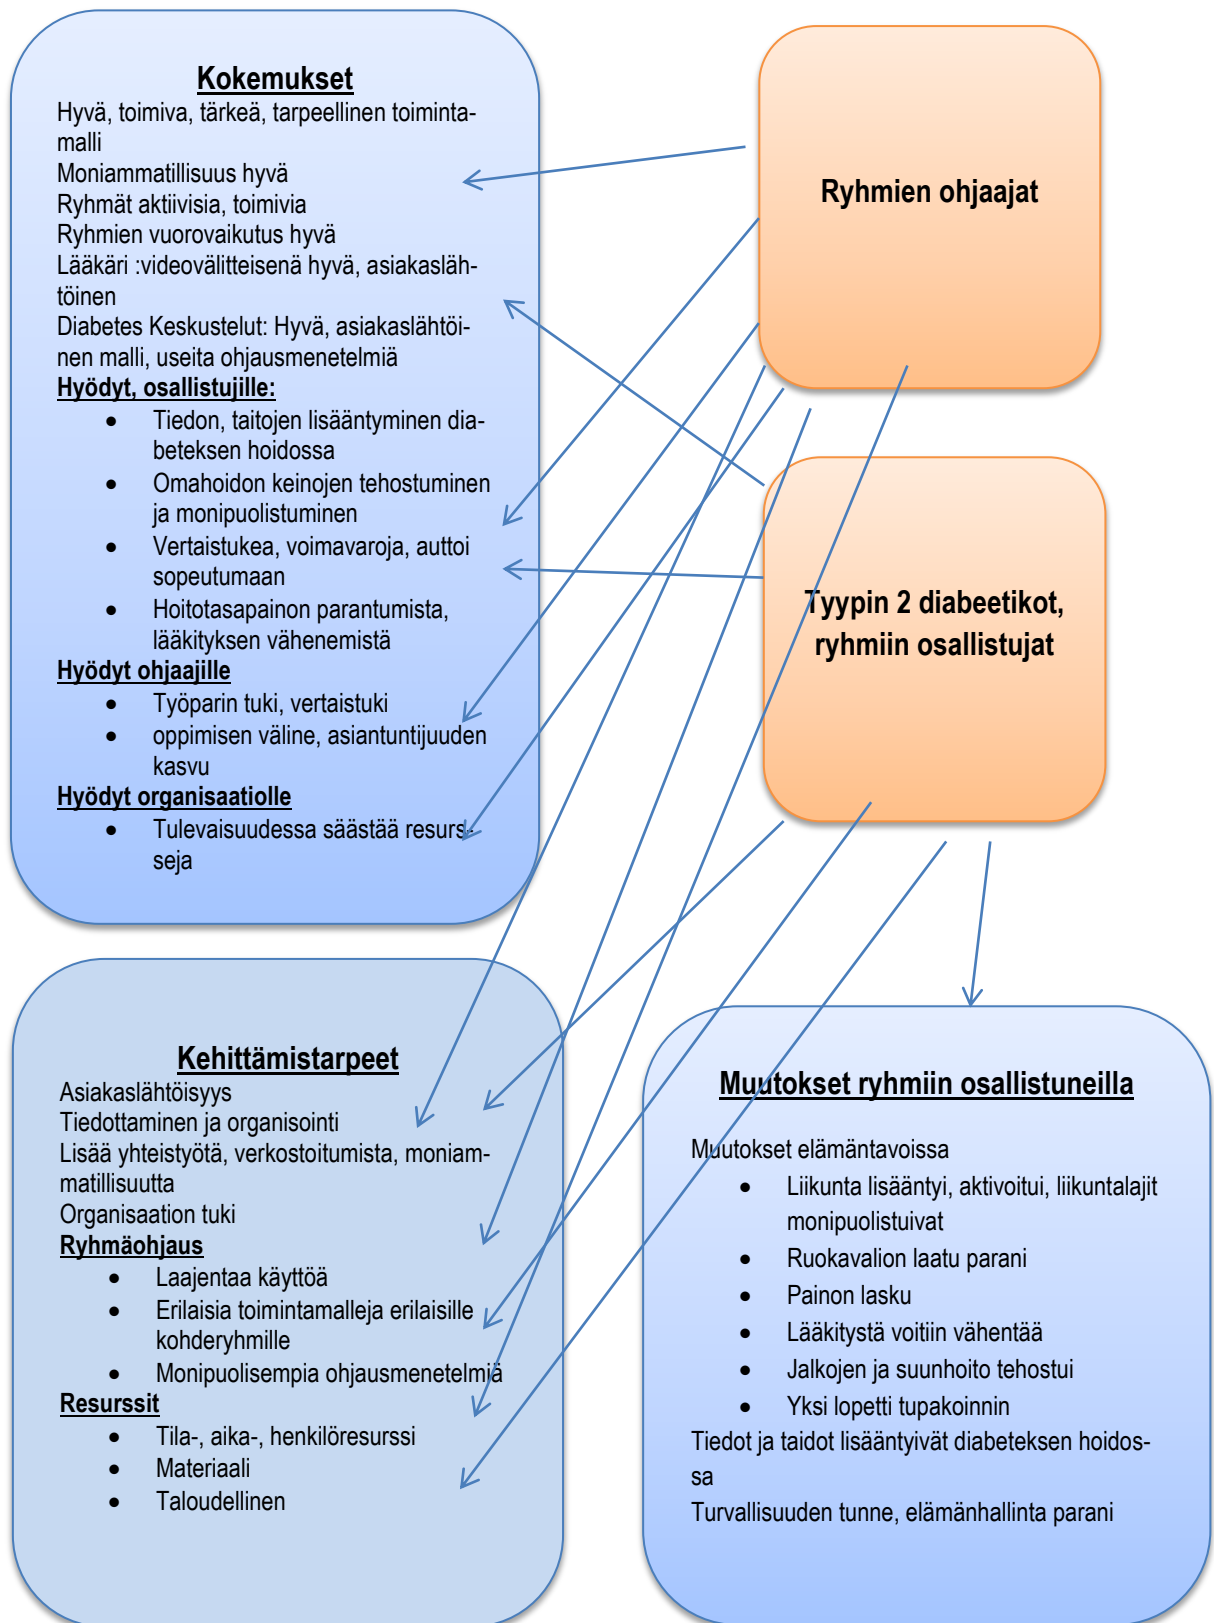 Kokemukset
Hyvä, toimiva, tärkeä, tarpeellinen toiminta-
malli
Moniammatillisuus hyvä
Ryhmät aktiivisia, toimivia
Ryhmien vuorovaikutus hyvä
Lääkäri :videovälitteisenä hyvä, asiakasläh-
töinen
Diabetes Keskustelut: Hyvä, asiakaslähtöi-
nen malli, useita ohjausmenetelmiä
Hyödyt, osallistujille:
• Tiedon, taitojen lisääntyminen dia-
beteksen hoidossa
• Omahoidon keinojen tehostuminen
ja monipuolistuminen
• Vertaistukea, voimavaroja, auttoi
sopeutumaan
• Hoitotasapainon parantumista,
lääkityksen vähenemistä
Hyödyt ohjaajille
• Työparin tuki, vertaistuki
• oppimisen väline, asiantuntijuuden
kasvu
Hyödyt organisaatiolle
• Tulevaisuudessa säästää resurs-
seja
Ryhmien ohjaajat
Tyypin 2 diabeetikot,
ryhmiin osallistujat
Kehittämistarpeet
Asiakaslähtöisyys
Tiedottaminen ja organisointi
Lisää yhteistyötä, verkostoitumista, moniam-
matillisuutta
Organisaation tuki
Ryhmäohjaus
• Laajentaa käyttöä
• Erilaisia toimintamalleja erilaisille
kohderyhmille
• Monipuolisempia ohjausmenetelmiä
Resurssit
• Tila-, aika-, henkilöresurssi
• Materiaali
• Taloudellinen
Muutokset ryhmiin osallistuneilla
Muutokset elämäntavoissa
• Liikunta lisääntyi, aktivoitui, liikuntalajit
monipuolistuivat
• Ruokavalion laatu parani
• Painon lasku
• Lääkitystä voitiin vähentää
• Jalkojen ja suunhoito tehostui
• Yksi lopetti tupakoinnin
Tiedot ja taidot lisääntyivät diabeteksen hoidos-
sa
Turvallisuuden tunne, elämänhallinta parani